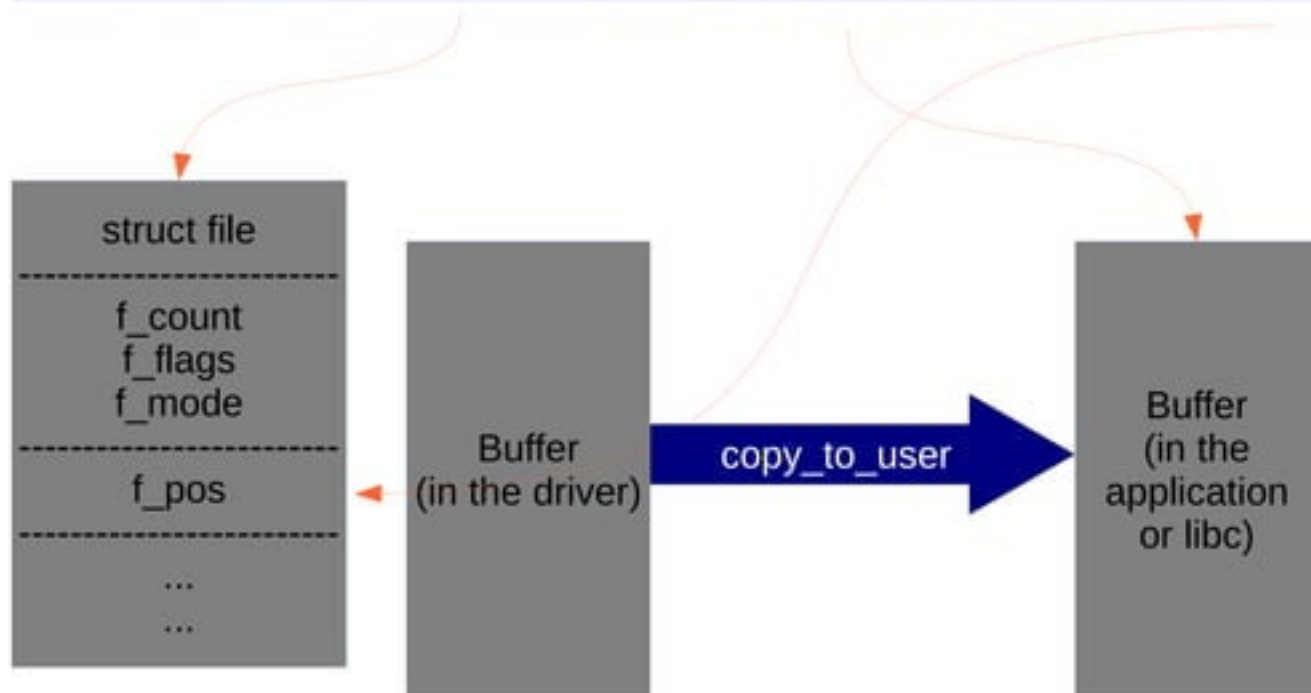 struct file
f_count
f_flags
f_mode
f_pos
...
...
Buffer
(in the driver)
copy_to_user
Buffer
(in the
application
or libc)